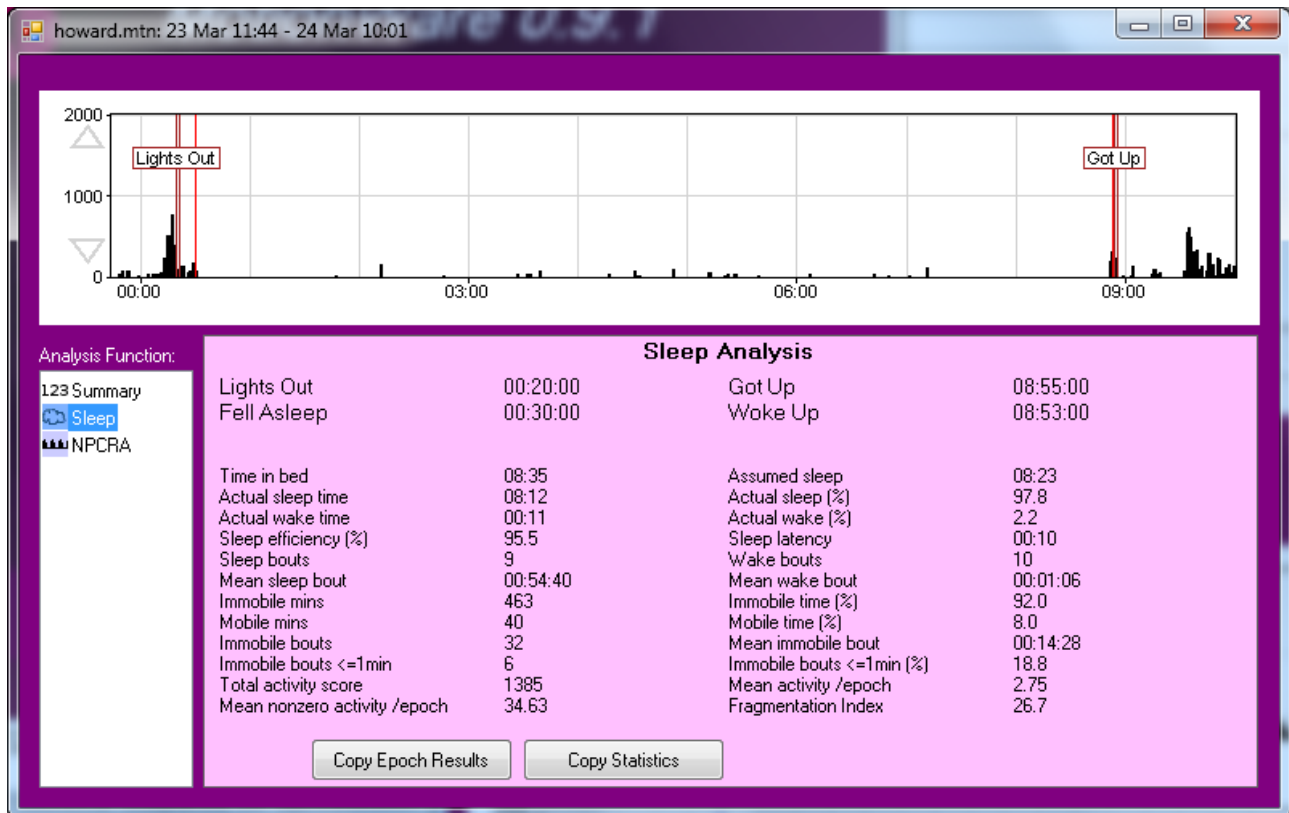 howard.mtn: 23 Mar 11:44 - 24 Mar 10:01
2000
Lights Out
Got Up
1000
0
00:00 03:00 06:00 09:00
Analysis Function:
123 Summary
Sleep
NPCRA
Sleep Analysis
Lights Out 00:20:00 Got Up 08:55:00
Fell Asleep 00:30:00 Woke Up 08:53:00
Time in bed 08:35 Assumed sleep 08:23
Actual sleep time 08:12 Actual sleep (%) 97.8
Actual wake time 00:11 Actual wake (%) 2.2
Sleep efficiency (%) 95.5 Sleep latency 00:10
Sleep bouts 9 Wake bouts 10
Mean sleep bout 00:54:40 Mean wake bout 00:01:06
Immobile mins 463 Immobile time (%) 92.0
Mobile mins 40 Mobile time (%) 8.0
Immobile bouts 32 Mean immobile bout 00:14:28
Immobile bouts <=1min 6 Immobile bouts <=1min (%) 18.8
Total activity score 1385 Mean activity /epoch 2.75
Mean nonzero activity /epoch 34.63 Fragmentation Index 26.7
Copy Epoch Results Copy Statistics